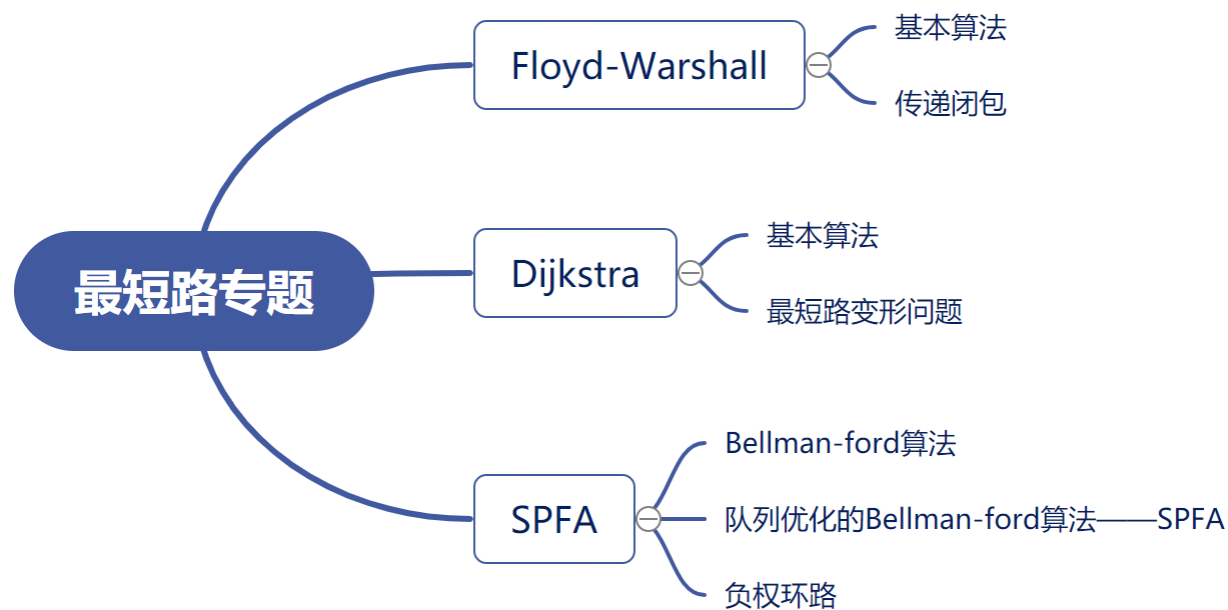 最短路专题
Floyd-Warshall
基本算法
传递闭包
Dijkstra
基本算法
最短路变形问题
SPFA
Bellman-ford算法
队列优化的Bellman-ford算法——SPFA
负权环路